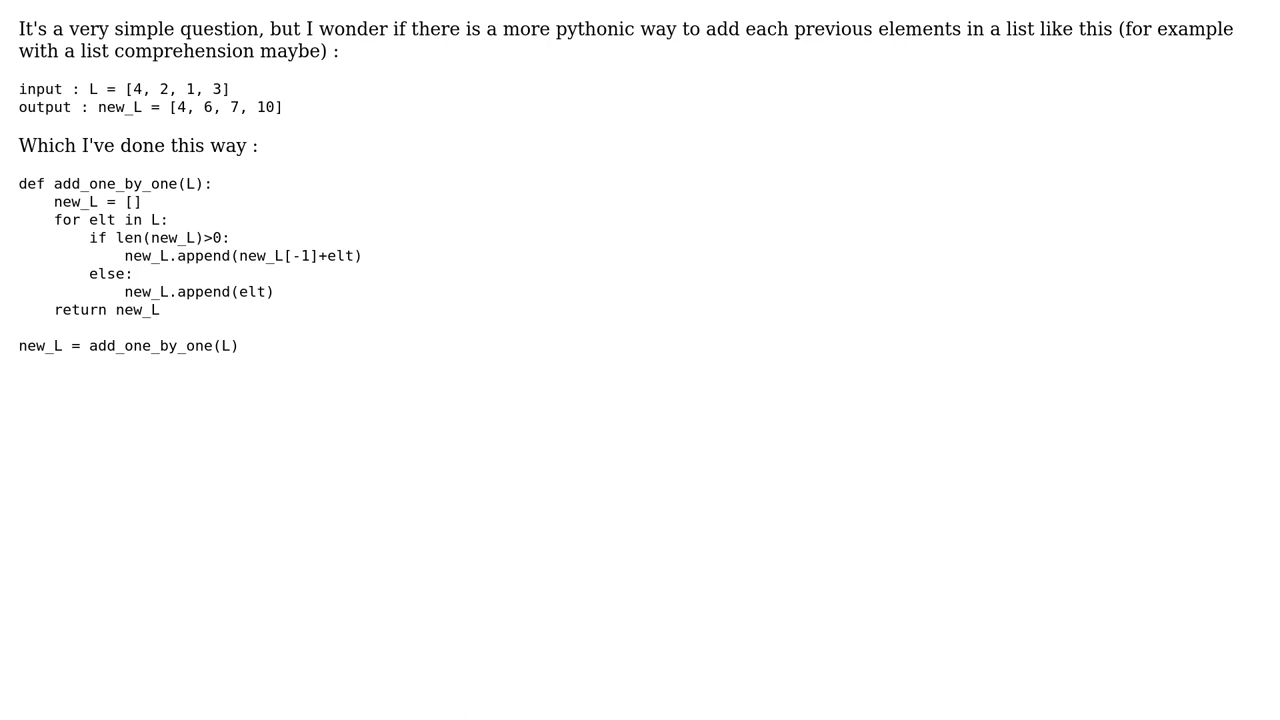 It's a very simple question, but I wonder if there is a more pythonic way to add each previous elements in a list like this (for example
with a list comprehension maybe) :
input : L = [4, 2, 1, 3]
output : new_L = [4, 6, 7, 10]
Which I've done this way :
def add_one_by_one(L):
    new_L = []
    for elt in L:
        if len(new_L)>0:
            new_L.append(new_L[-1]+elt)
        else:
            new_L.append(elt)
    return new_L
new_L = add_one_by_one(L)